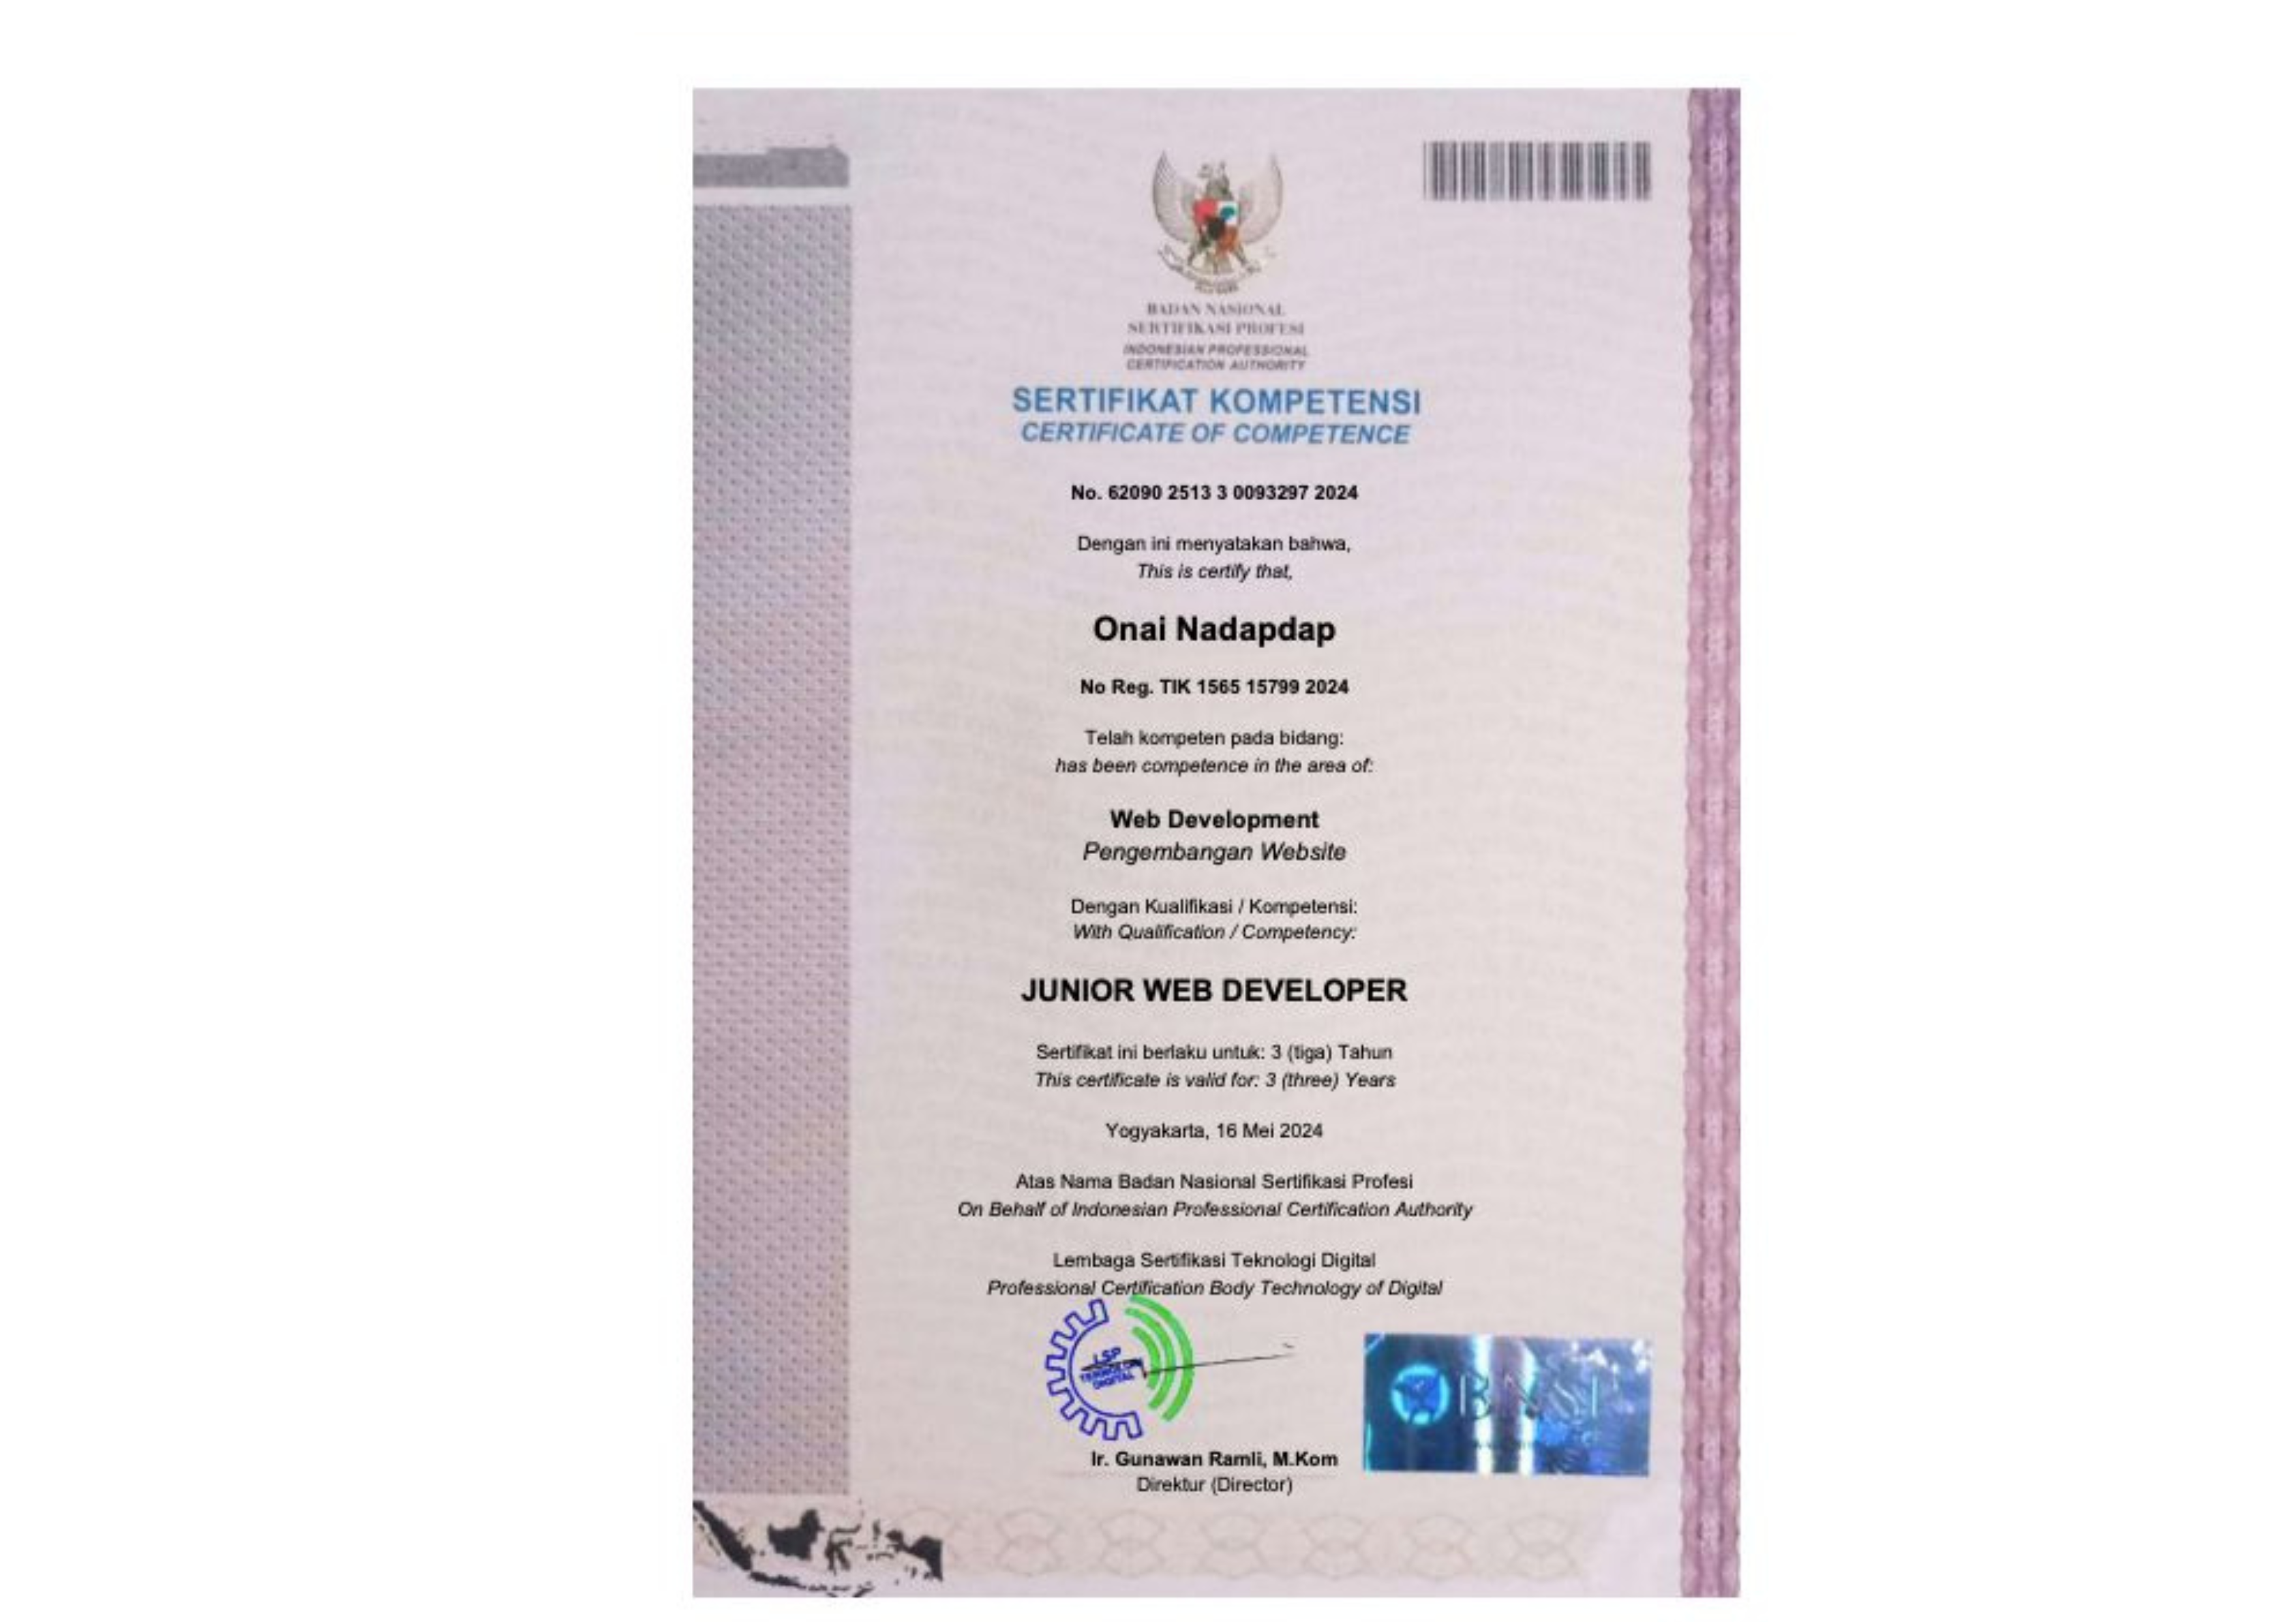 BADAN NASIONAL
SERTIFIKASI PROFESI
INDONESIAN PROFESSIONAL
CERTIFICATION AUTHORITY
SERTIFIKAT KOMPETENSI
CERTIFICATE OF COMPETENCE
No. 62090 2513 3 0093297 2024
Dengan ini menyatakan bahwa,
This is certify that,
Onai Nadapdap
No Reg. TIK 1565 15799 2024
Telah kompeten pada bidang:
has been competence in the area of:
Web Development
Pengembangan Website
Dengan Kualifikasi / Kompetensi:
With Qualification / Competency:
JUNIOR WEB DEVELOPER
Sertifikat ini berlaku untuk: 3 (tiga) Tahun
This certificate is valid for: 3 (three) Years
Yogyakarta, 16 Mei 2024
Atas Nama Badan Nasional Sertifikasi Profesi
On Behalf of Indonesian Professional Certification Authority
Lembaga Sertifikasi Teknologi Digital
Professional Certification Body Technology of Digital
LSP
DIGITAL
BNSP
Ir. Gunawan Ramli, M.Kom
Direktur (Director)